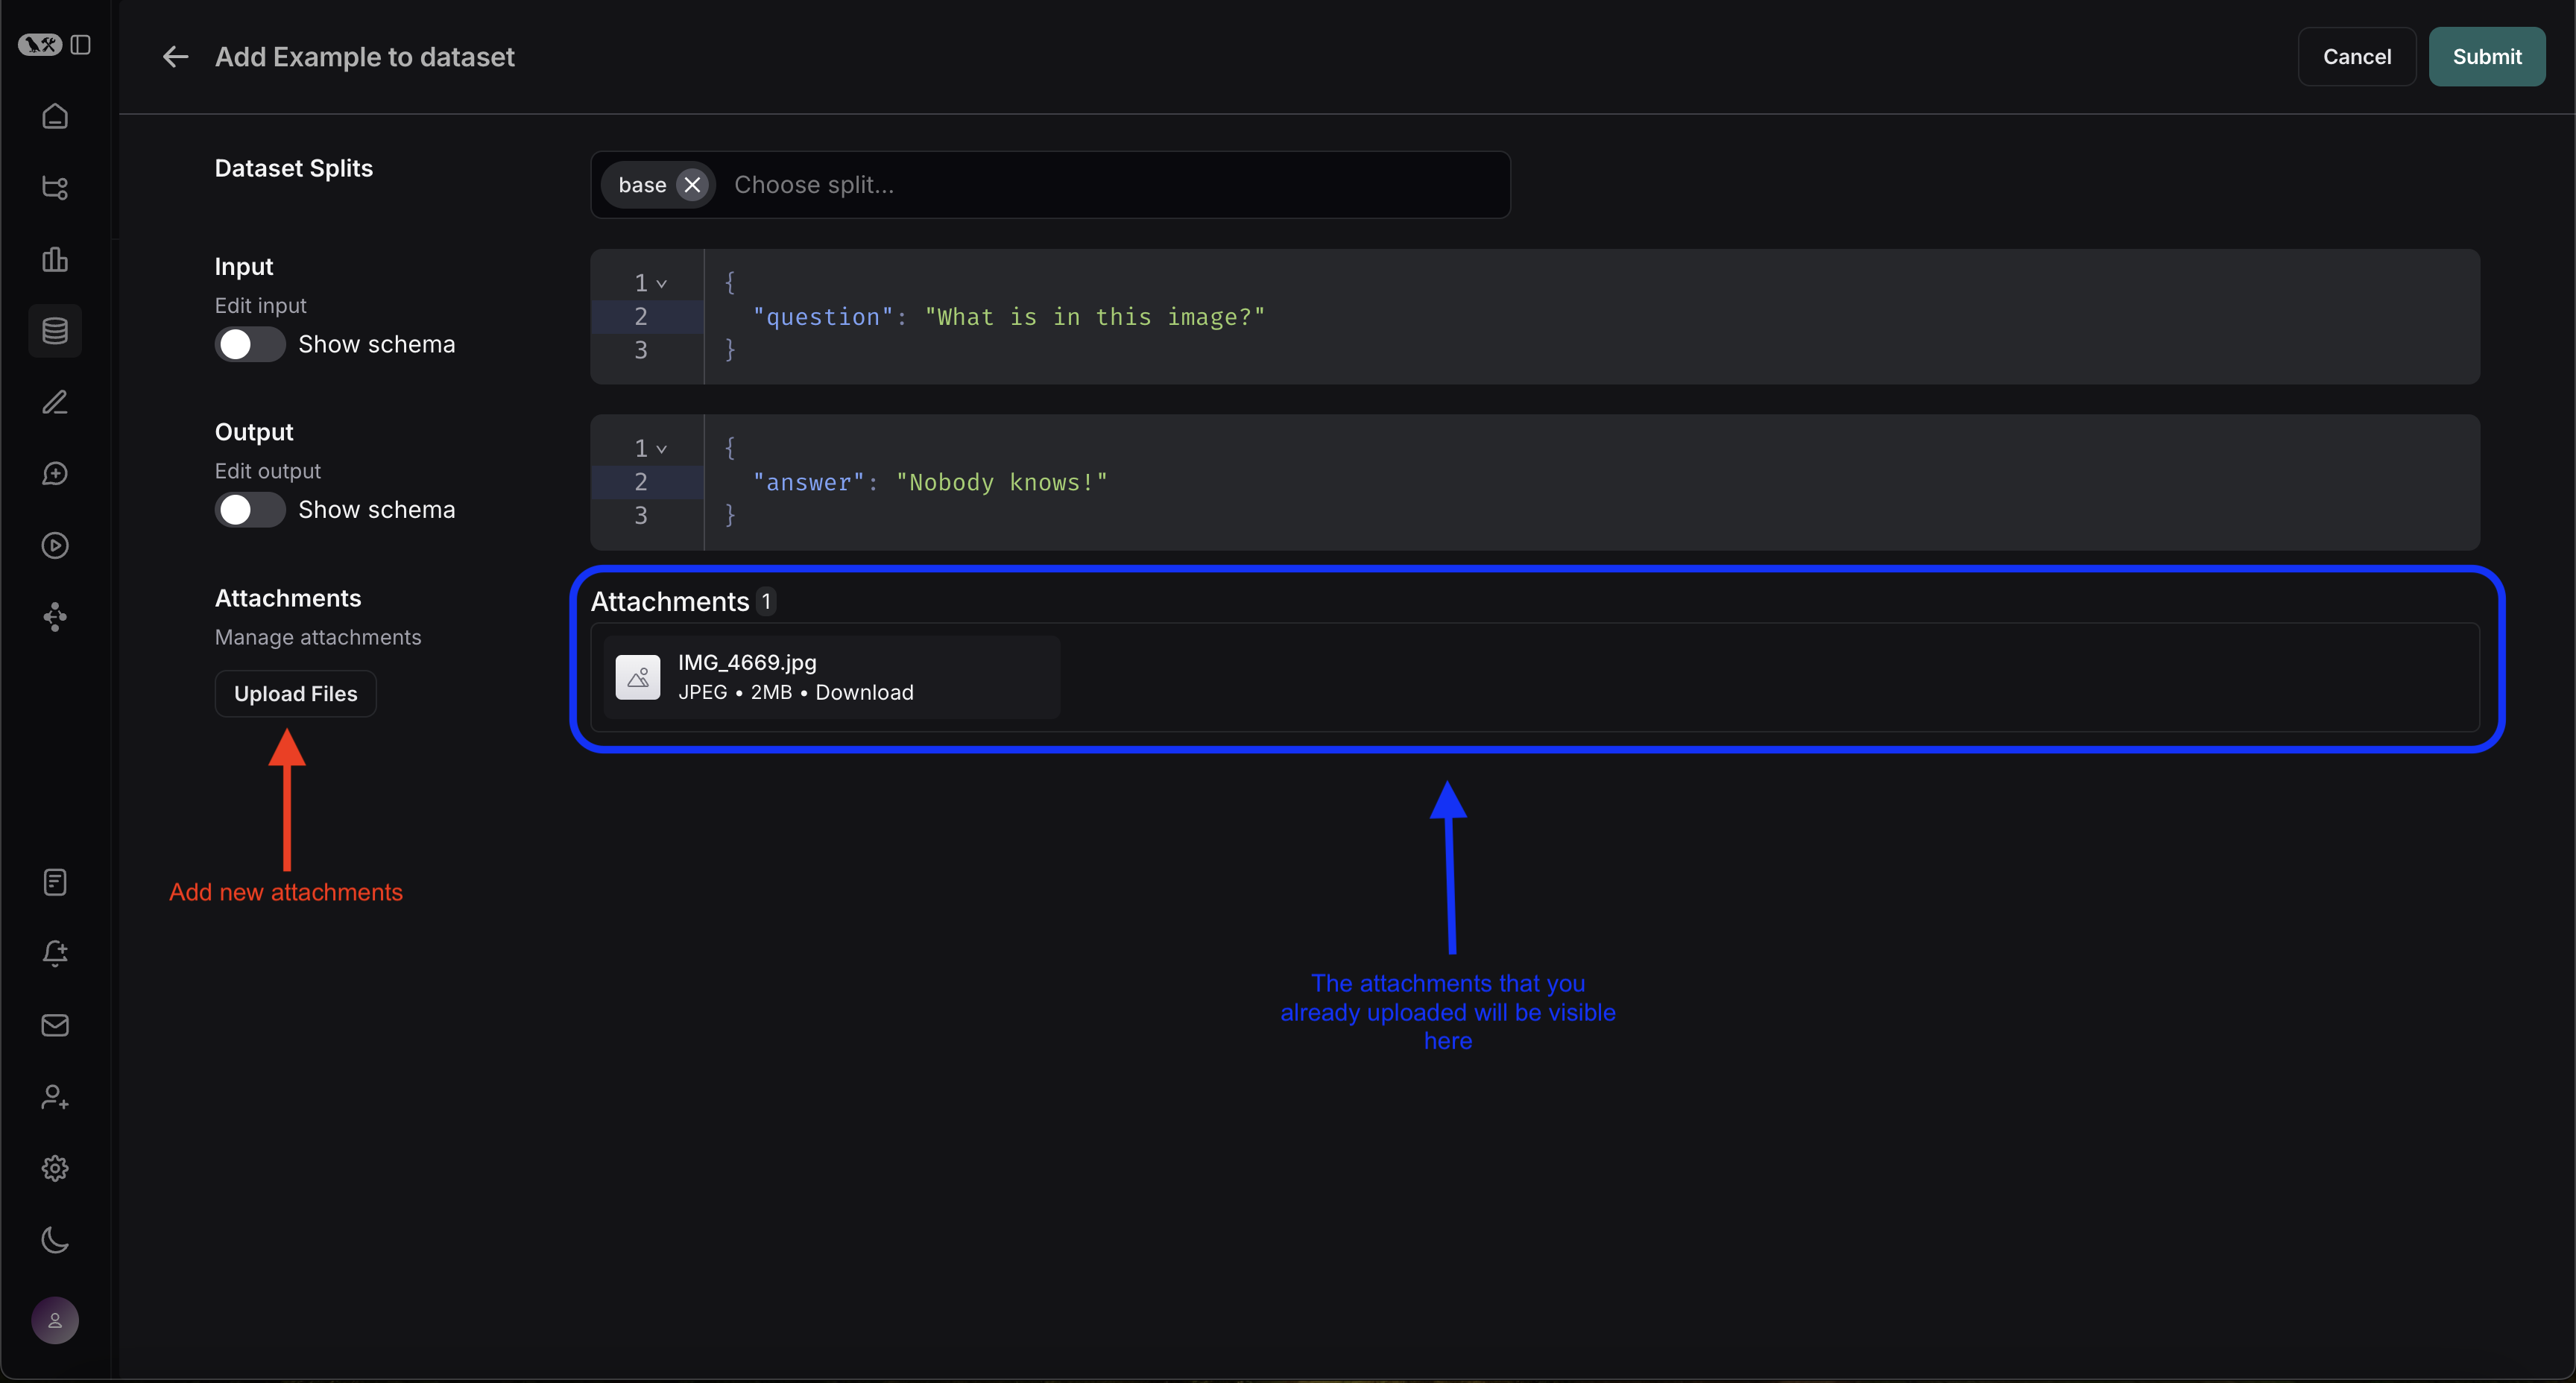 Add Example to dataset
Cancel
Submit
Dataset Splits
base
Choose split...
Input
Edit input
Show schema
1
{
2
"question": "What is in this image?"
3
}
Output
Edit output
Show schema
1
{
2
"answer": "Nobody knows!"
3
}
Attachments
Manage attachments
Upload Files
Attachments 1
IMG_4669.jpg
JPEG • 2MB • Download
Add new attachments
The attachments that you
already uploaded will be visible
here